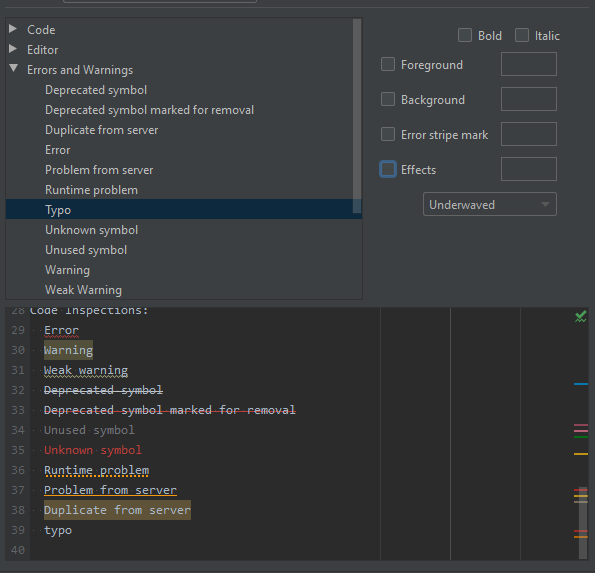 Code
Editor
Errors and Warnings
Deprecated symbol
Deprecated symbol marked for removal
Duplicate from server
Error
Problem from server
Runtime problem
Typo
Unknown symbol
Unused symbol
Warning
Weak Warning
Bold Italic
Foreground
Background
Error stripe mark
Effects
Underwaved
28 Code Inspections:
29 Error
30 Warning
31 Weak warning
32 Deprecated symbol
33 Deprecated symbol marked for removal
34 Unused symbol
35 Unknown symbol
36 Runtime problem
37 Problem from server
38 Duplicate from server
39 typo
40